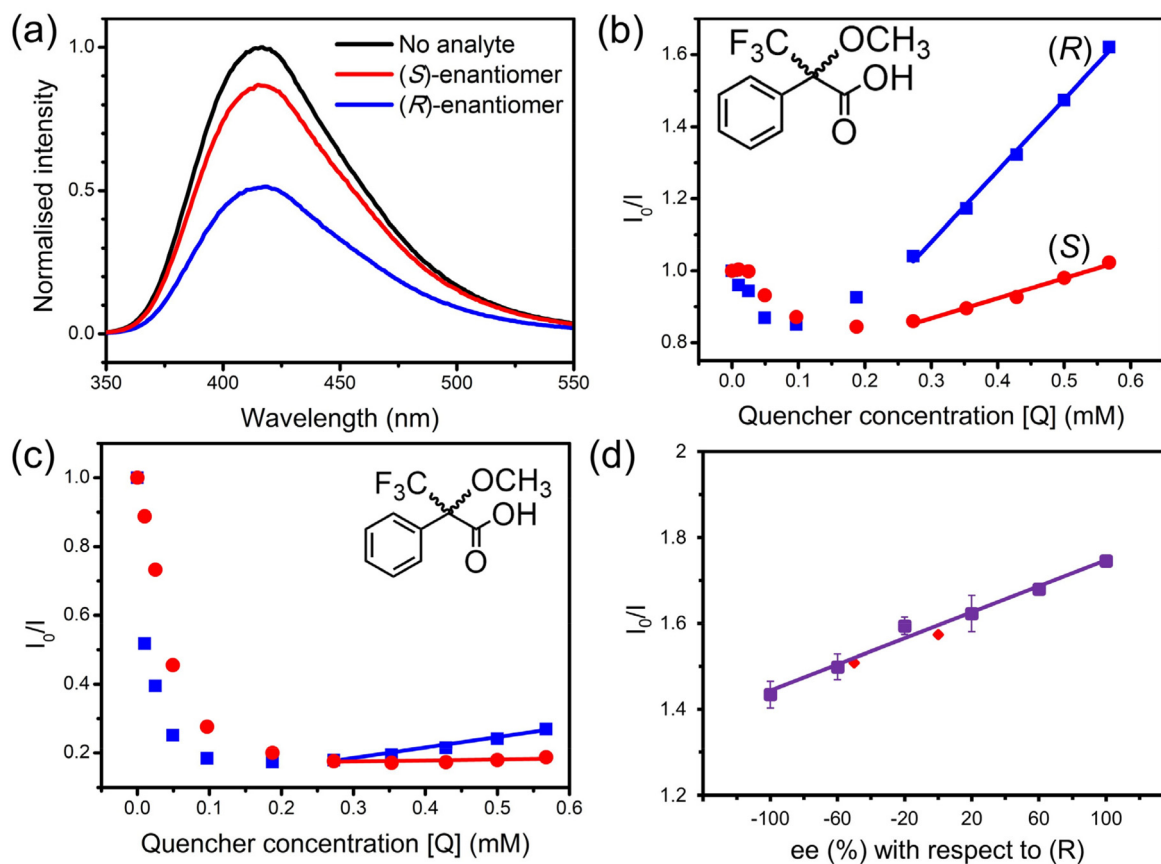 (a)
No analyte
(S)-enantiomer
(R)-enantiomer
Normalised intensity
1.0
0.5
0.0
350 400 450 500 550
Wavelength (nm)
(b)
F3C OCH3
OH
O
(R)
(S)
I0/I
1.6
1.4
1.2
1.0
0.8
0.0 0.1 0.2 0.3 0.4 0.5 0.6
Quencher concentration [Q] (mM)
(c)
F3C OCH3
OH
O
I0/I
1.0
0.8
0.6
0.4
0.2
0.0 0.1 0.2 0.3 0.4 0.5 0.6
Quencher concentration [Q] (mM)
(d)
I0/I
2
1.8
1.6
1.4
1.2
-100 -60 -20 20 60 100
ee (%) with respect to (R)